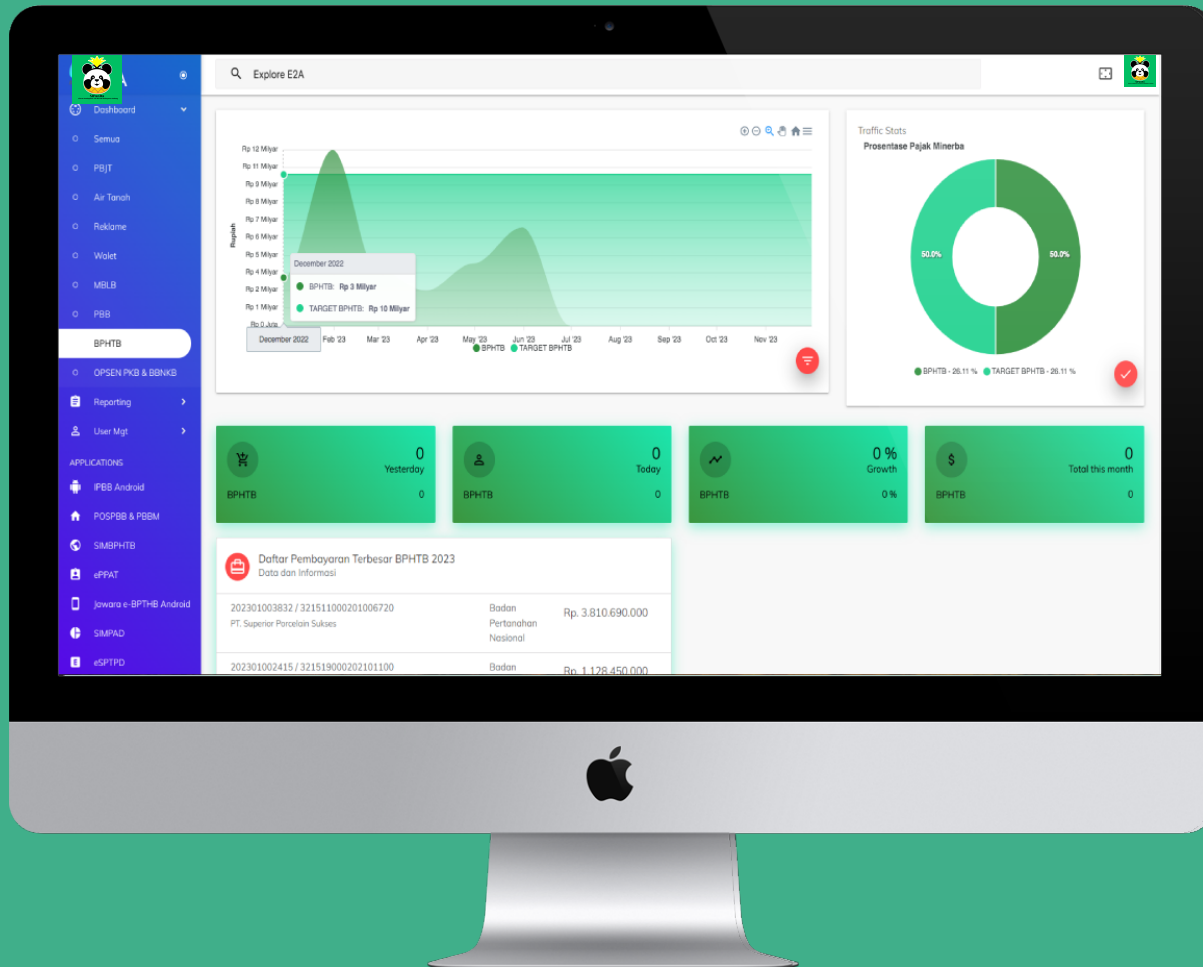 Explore E2A
Dashboard
Semua
PBJT
Air Tanah
Reklame
Walet
MBLB
PBB
BPHTB
OPSEN PKB & BBNKB
Reporting
User Mgt
APPLICATIONS
IPBB Android
POSPBB & PBBM
SIMBPHTB
ePPAT
Jawara e-BPTHB Android
SIMPAD
eSPTPD
Rupiah
Rp 12 Milyar
Rp 11 Milyar
Rp 9 Milyar
Rp 8 Milyar
Rp 7 Milyar
Rp 6 Milyar
Rp 5 Milyar
Rp 4 Milyar
Rp 2 Milyar
Rp 1 Milyar
Rp 0 Juta
December 2022
BPHTB: Rp 3 Milyar
TARGET BPHTB: Rp 10 Milyar
December 2022 Feb '23 Mar '23 Apr '23 May '23 Jun '23 Jul '23 Aug '23 Sep '23 Oct '23 Nov '23
BPHTB TARGET BPHTB
Traffic Stats
Prosentase Pajak Minerba
50.0% 50.0%
BPHTB - 26.11 % TARGET BPHTB - 26.11 %
0
Yesterday
BPHTB 0
0
Today
BPHTB 0
0 %
Growth
BPHTB 0 %
0
Total this month
BPHTB 0
Daftar Pembayaran Terbesar BPHTB 2023
Data dan Informasi
202301003832 / 321511000201006720
PT. Superior Porcelain Sukses
Badan
Pertanahan
Nasional
Rp. 3.810.690.000
202301002415 / 321519000202101100
Badan
Rp. 1.128.450.000